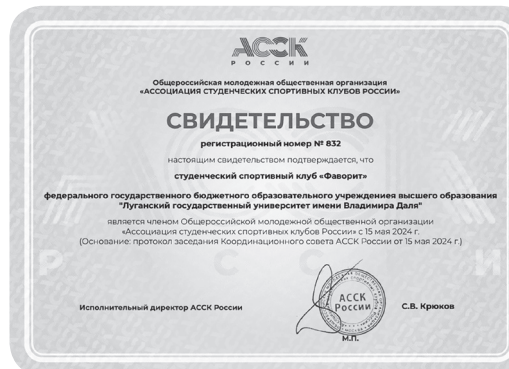 АССК
РОССИИ
Общероссийская молодежная общественная организация
«АССОЦИАЦИЯ СТУДЕНЧЕСКИХ СПОРТИВНЫХ КЛУБОВ РОССИИ»
СВИДЕТЕЛЬСТВО
регистрационный номер № 832
настоящим свидетельством подтверждается, что
студенческий спортивный клуб «Фаворит»
федерального государственного бюджетного образовательного учреждения высшего образования
"Луганский государственный университет имени Владимира Даля"
является членом Общероссийской молодежной общественной организации
«Ассоциация студенческих спортивных клубов России» с 15 мая 2024 г.
(Основание: протокол заседания Координационного совета АССК России от 15 мая 2024 г.)
Исполнительный директор АССК России
АССК
России
С.В. Крюков
М.П.